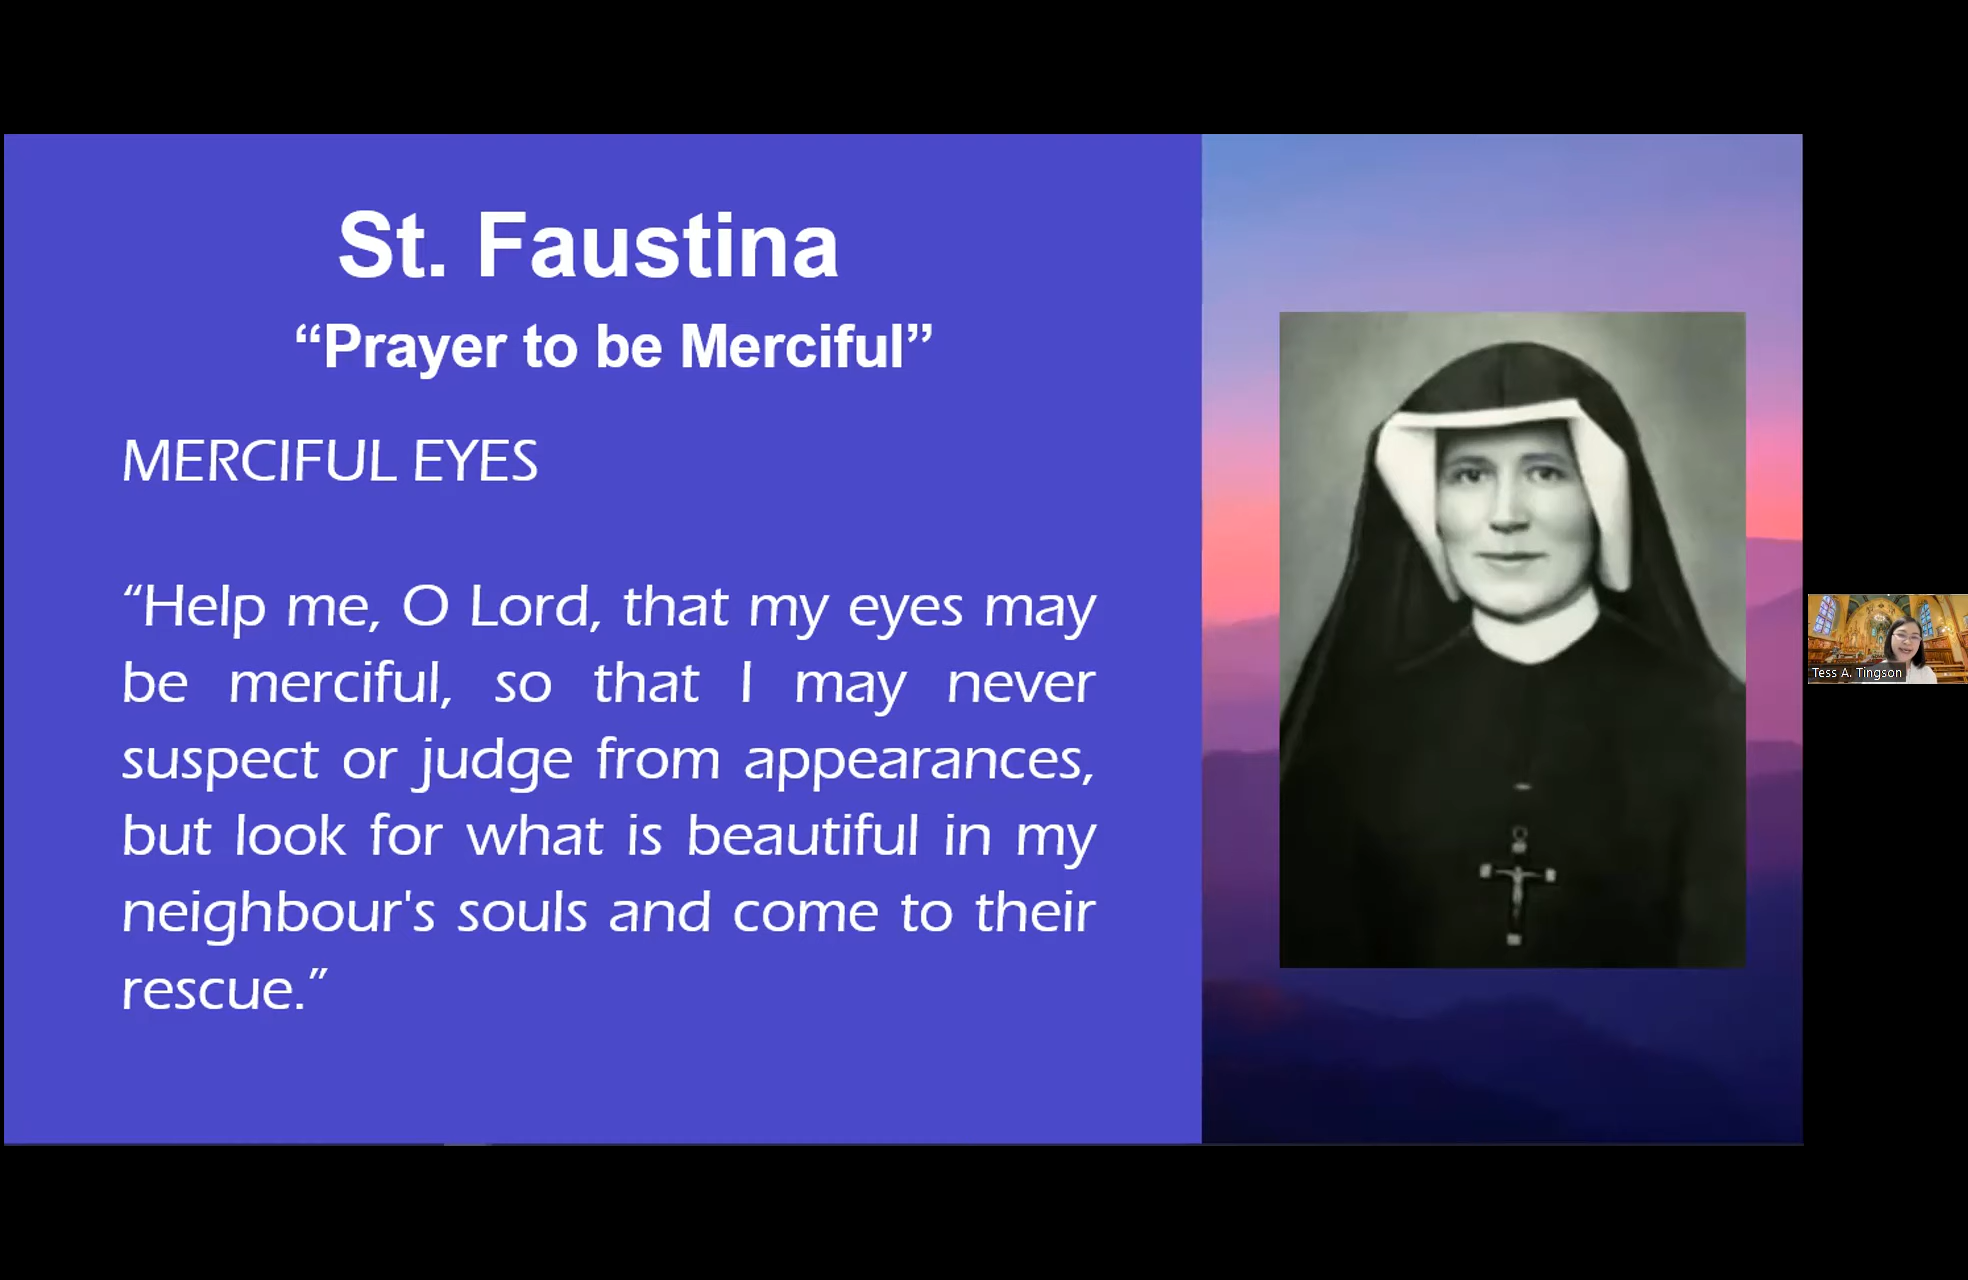 St. Faustina
“Prayer to be Merciful”
MERCIFUL EYES
“Help me, O Lord, that my eyes may
be merciful, so that I may never
suspect or judge from appearances,
but look for what is beautiful in my
neighbour's souls and come to their
rescue.”
Tess A. Tingson